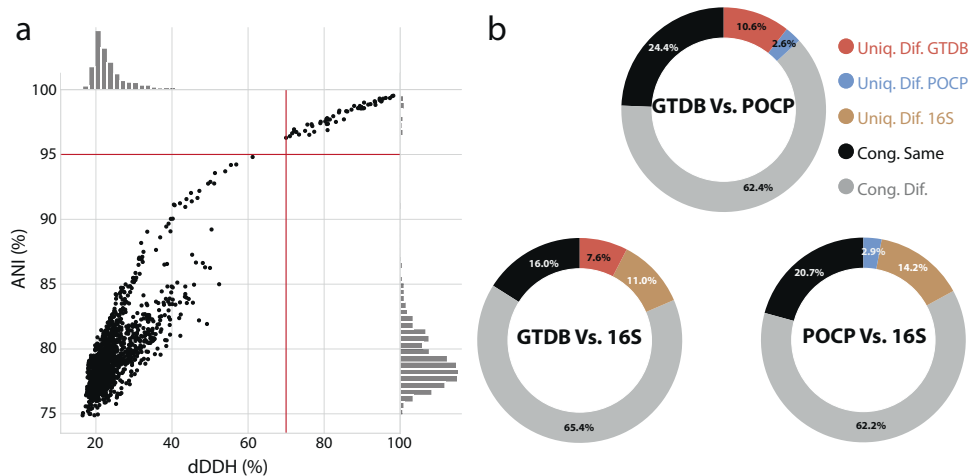 a
100
95
90
85
80
75
ANI (%)
20
40
60
80
100
dDDH (%)
b
24.4%
10.6%
2.6%
GTDB Vs. POCP
62.4%
Uniq. Dif. GTDB
Uniq. Dif. POCP
Uniq. Dif. 16S
Cong. Same
Cong. Dif.
16.0%
7.6%
11.0%
GTDB Vs. 16S
65.4%
20.7%
2.9%
14.2%
POCP Vs. 16S
62.2%